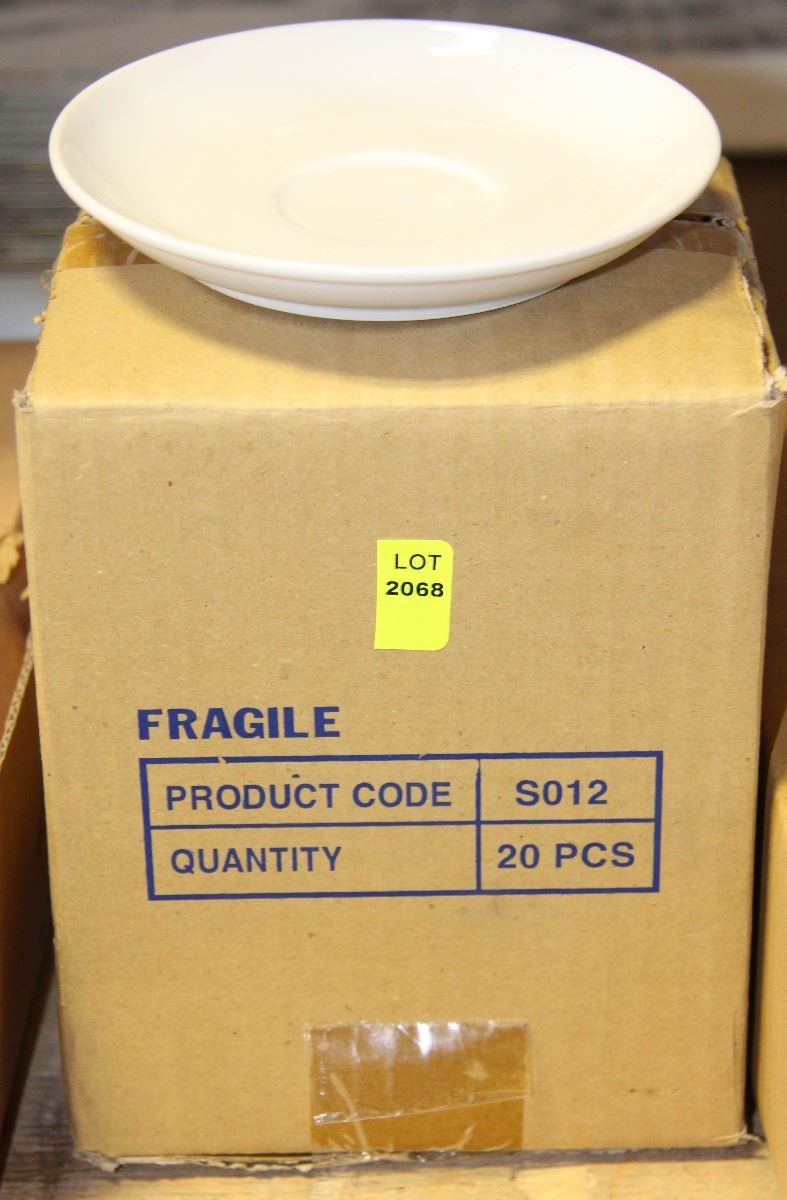 LOT
2068
FRAGILE
PRODUCT CODE S012
QUANTITY 20 PCS